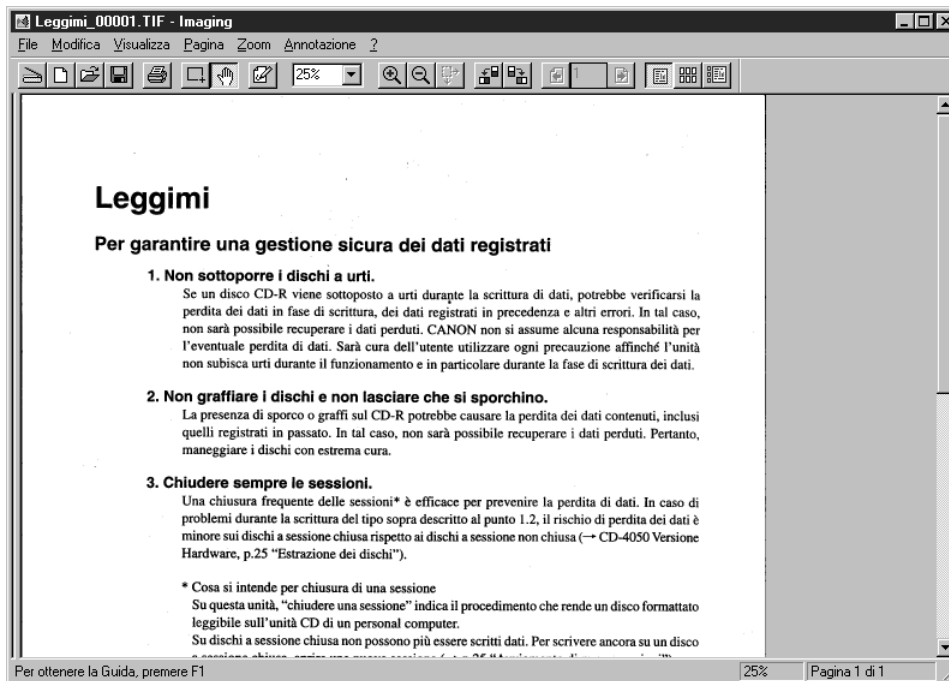 Leggimi_00001.TIF - Imaging
File Modifica Visualizza Pagina Zoom Annotazione ?
25% 1
Leggimi
Per garantire una gestione sicura dei dati registrati
1. Non sottoporre i dischi a urti.
Se un disco CD-R viene sottoposto a urti durante la scrittura di dati, potrebbe verificarsi la
perdita dei dati in fase di scrittura, dei dati registrati in precedenza e altri errori. In tal caso,
non sarà possibile recuperare i dati perduti. CANON non si assume alcuna responsabilità per
l'eventuale perdita di dati. Sarà cura dell'utente utilizzare ogni precauzione affinché l'unità
non subisca urti durante il funzionamento e in particolare durante la fase di scrittura dei dati.
2. Non graffiare i dischi e non lasciare che si sporchino.
La presenza di sporco o graffi sul CD-R potrebbe causare la perdita dei dati contenuti, inclusi
quelli registrati in passato. In tal caso, non sarà possibile recuperare i dati perduti. Pertanto,
maneggiare i dischi con estrema cura.
3. Chiudere sempre le sessioni.
Una chiusura frequente delle sessioni* è efficace per prevenire la perdita di dati. In caso di
problemi durante la scrittura del tipo sopra descritto al punto 1.2, il rischio di perdita dei dati è
minore sui dischi a sessione chiusa rispetto ai dischi a sessione non chiusa (→ CD-4050 Versione
Hardware, p.25 “Estrazione dei dischi”).
* Cosa si intende per chiusura di una sessione
Su questa unità, “chiudere una sessione” indica il procedimento che rende un disco formattato
leggibile sull'unità CD di un personal computer.
Su dischi a sessione chiusa non possono più essere scritti dati. Per scrivere ancora su un disco
Per ottenere la Guida, premere F1
25%
Pagina 1 di 1